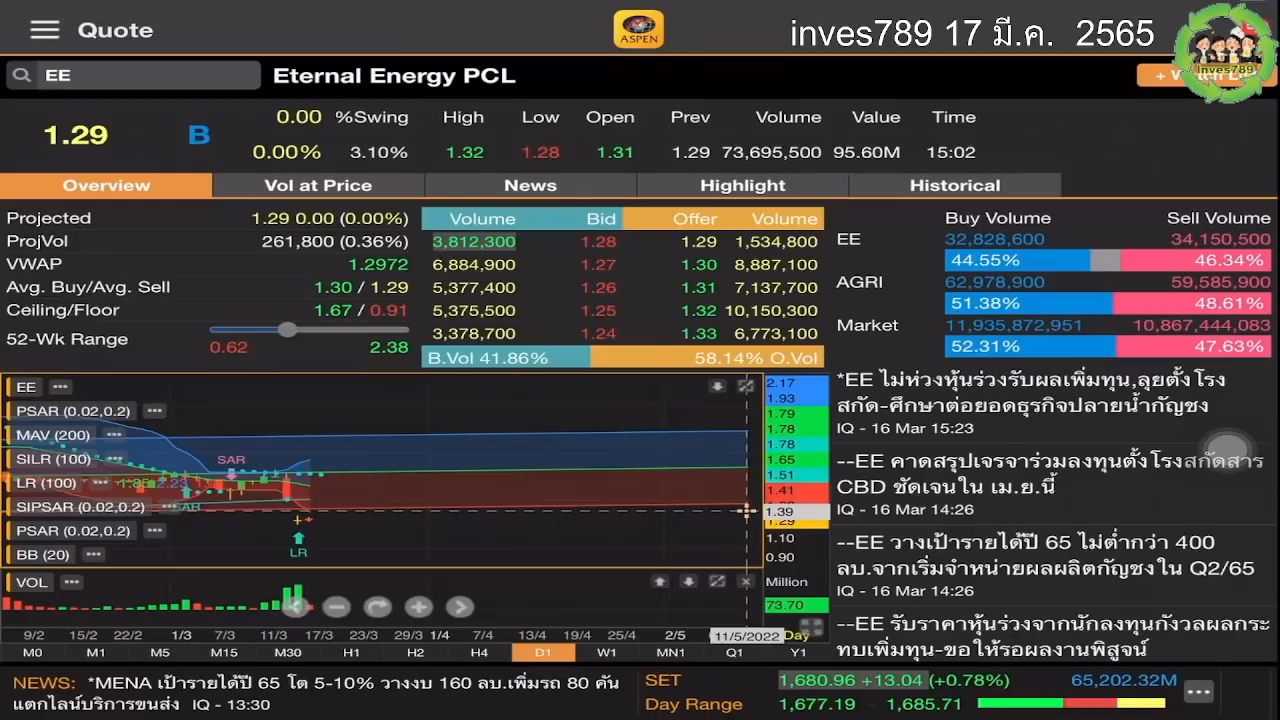 Quote
ASPEN
inves789 17 มี.ค. 2565
Inves789
EE
Eternal Energy PCL
1.29 B
0.00 %Swing High Low Open Prev Volume Value Time
0.00% 3.10% 1.32 1.28 1.31 1.29 73,695,500 95.60M 15:02
Overview Vol at Price News Highlight Historical
Projected 1.29 0.00 (0.00%)
ProjVol 261,800 (0.36%)
VWAP 1.2972
Avg. Buy/Avg. Sell 1.30 / 1.29
Ceiling/Floor 1.67 / 0.91
52-Wk Range
0.62 2.38
Volume Bid Offer Volume
3,812,300 1.28 1.29 1,534,800
6,884,900 1.27 1.30 8,887,100
5,377,400 1.26 1.31 7,137,700
5,375,500 1.25 1.32 10,150,300
3,378,700 1.24 1.33 6,773,100
B.Vol 41.86% 58.14% O.Vol
Buy Volume Sell Volume
EE 32,828,600 34,150,500
44.55% 46.34%
AGRI 62,978,900 59,585,900
51.38% 48.61%
Market 11,935,872,951 10,867,444,083
52.31% 47.63%
EE
PSAR (0.02,0.2)
MAV (200)
SILR (100)
LR (100)
SIPSAR (0.02,0.2)
PSAR (0.02,0.2)
BB (20)
SAR
LR
2.17
1.93
1.79
1.78
1.78
1.65
1.51
1.41
1.39
1.29
1.10
0.90
VOL
Million
73.70
9/2 15/2 22/2 1/3 7/3 11/3 17/3 23/3 29/3 1/4 7/4 13/4 19/4 25/4 2/5 11/5/2022 Day
M0 M1 M5 M15 M30 H1 H2 H4 D1 W1 MN1 Q1 Y1
*EE ไม่ห่วงหุ้นร่วงรับผลเพิ่มทุน,ลุยตั้งโรง
สกัด-ศึกษาต่อยอดธุรกิจปลายน้ำกัญชง
IQ - 16 Mar 15:23
--EE คาดสรุปเจรจาร่วมลงทุนตั้งโรงสกัดสาร
CBD ชัดเจนใน เม.ย.นี้
IQ - 16 Mar 14:26
--EE วางเป้ารายได้ปี 65 ไม่ต่ำกว่า 400
ลบ.จากเริ่มจำหน่ายผลผลิตกัญชงใน Q2/65
IQ - 16 Mar 14:26
--EE รับราคาหุ้นร่วงจากนักลงทุนกังวลผลกระ
ทบเพิ่มทุน-ขอให้รอผลงานพิสูจน์
NEWS: *MENA เป้ารายได้ปี 65 โต 5-10% วางงบ 160 ลบ.เพิ่มรถ 80 คัน
แตกไลน์บริการขนส่ง IQ - 13:30
SET 1,680.96 +13.04 (+0.78%) 65,202.32M
Day Range 1,677.19 - 1,685.71